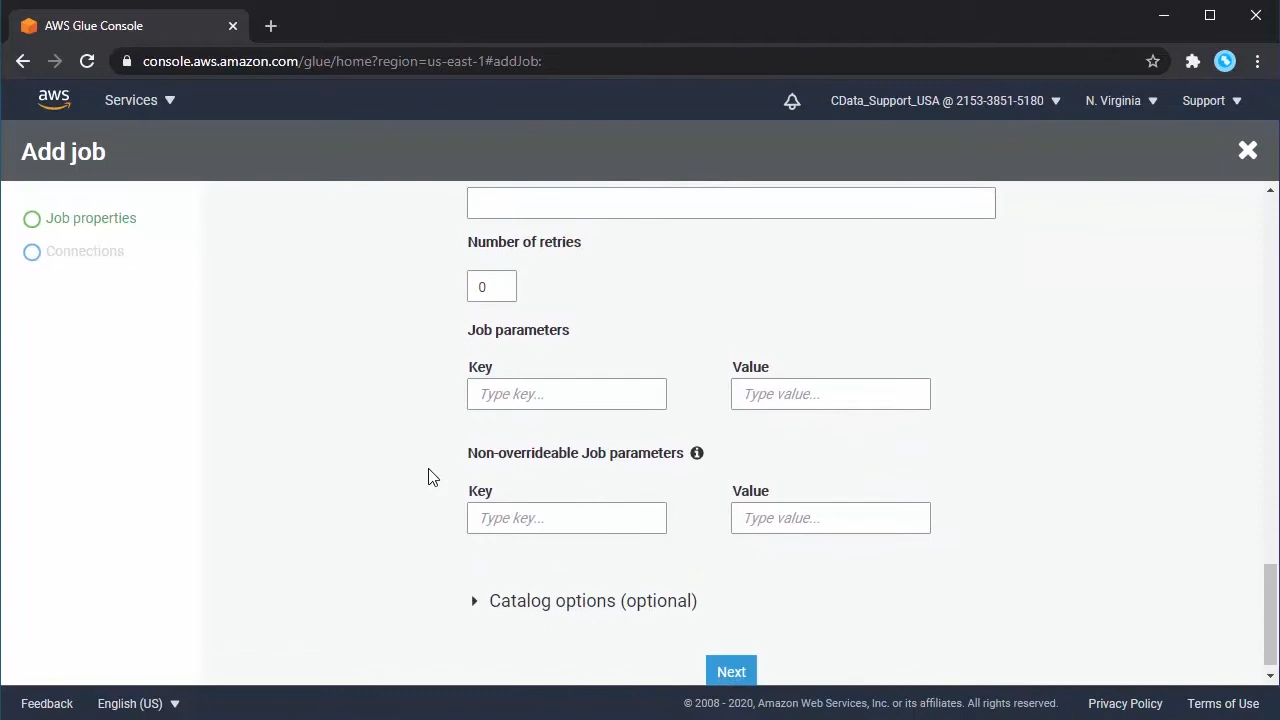 AWS Glue Console
console.aws.amazon.com/glue/home?region=us-east-1#addJob:
aws
Services
CData_Support_USA @ 2153-3851-5180
N. Virginia
Support
Add job
Job properties
Connections
Number of retries
0
Job parameters
Key
Value
Type key...
Type value...
Non-overrideable Job parameters
Key
Value
Type key...
Type value...
Catalog options (optional)
Next
Feedback
English (US)
© 2008 - 2020, Amazon Web Services, Inc. or its affiliates. All rights reserved.
Privacy Policy
Terms of Use